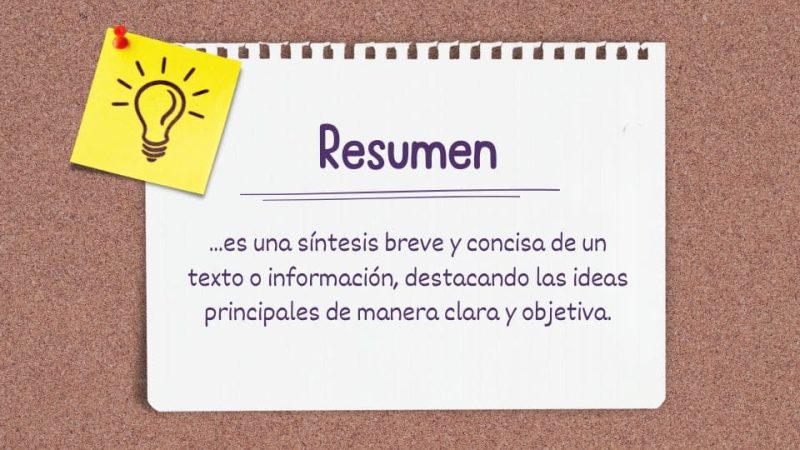 Resumen
...es una síntesis breve y concisa de un
texto o información, destacando las ideas
principales de manera clara y objetiva.